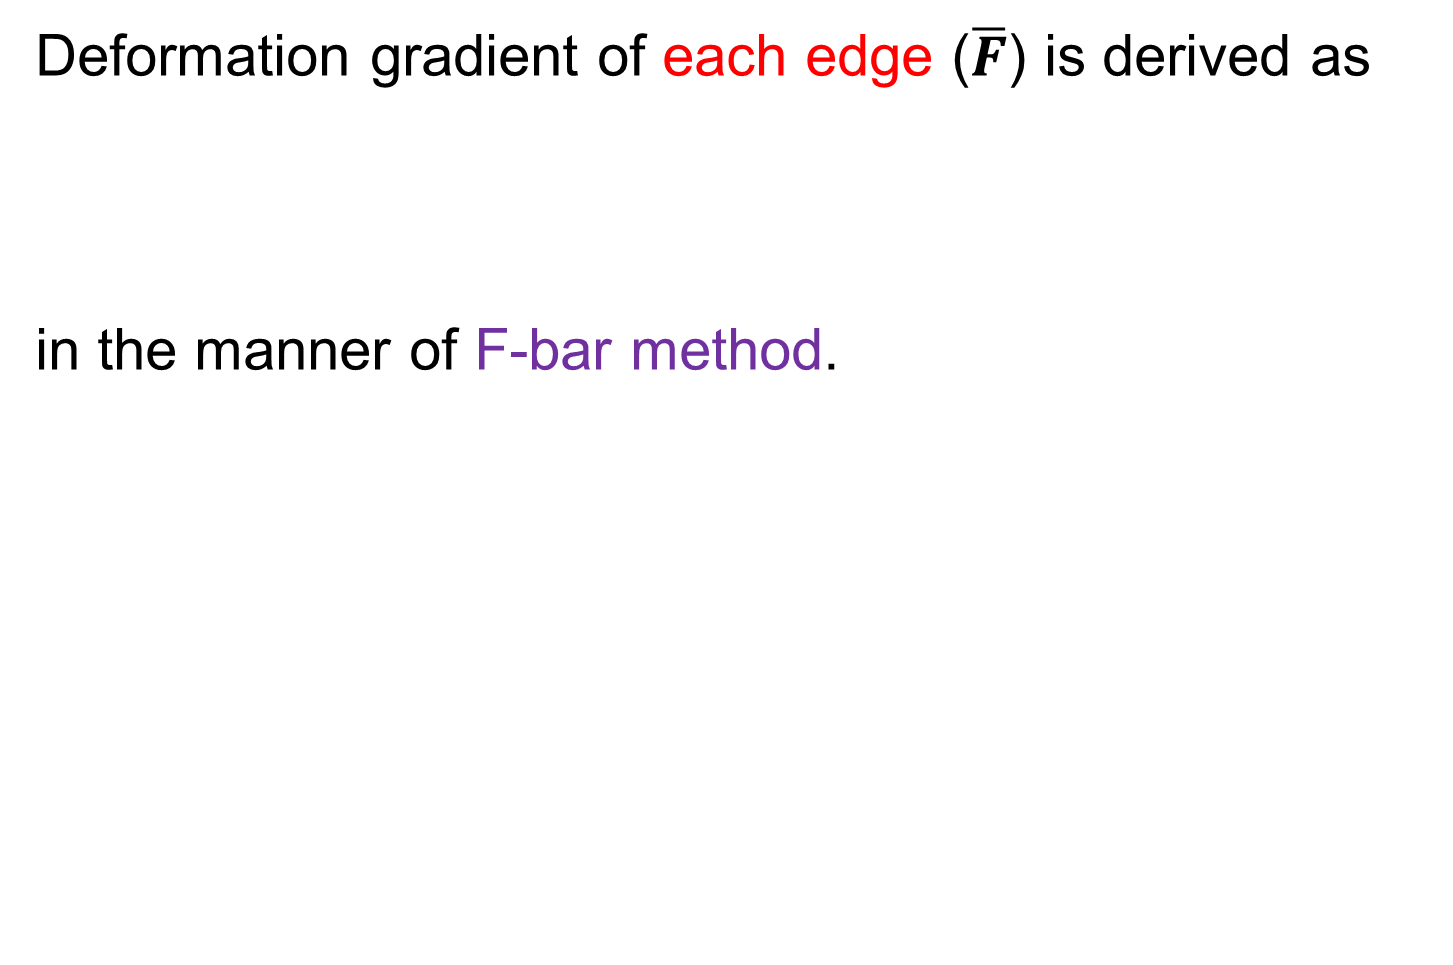 Deformation gradient of each edge (𝑭̅) is derived as
in the manner of F-bar method.